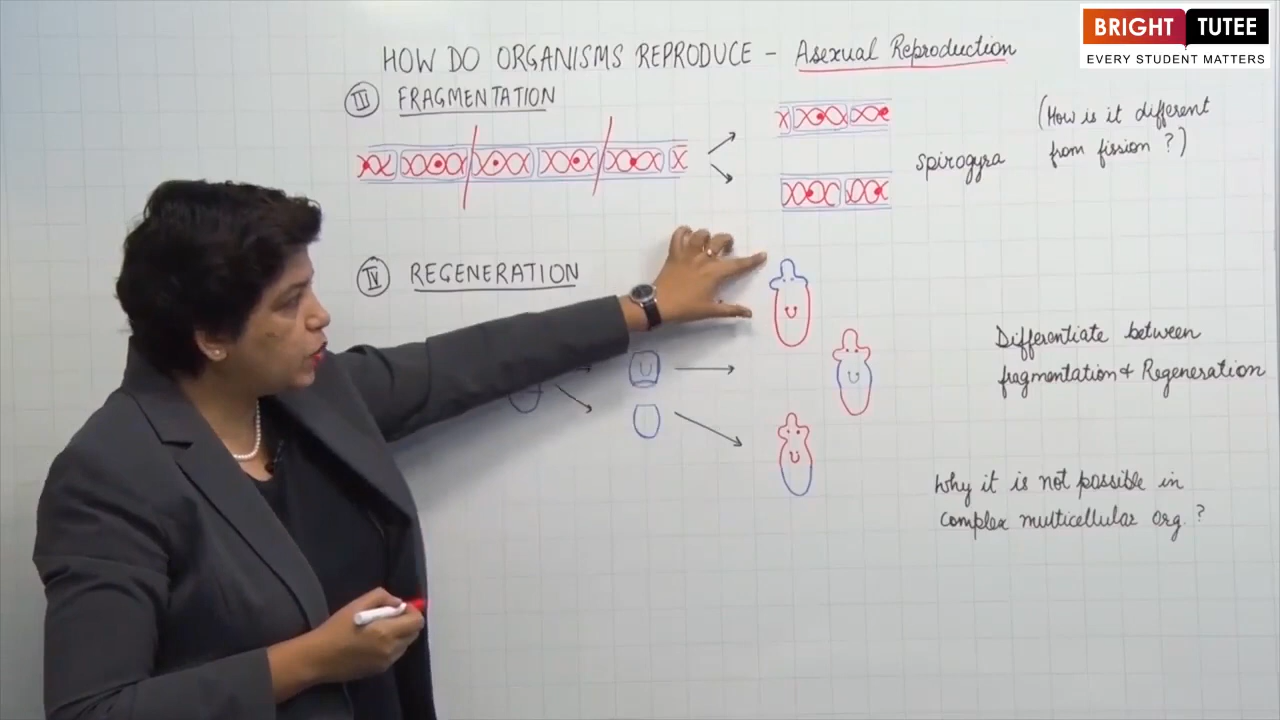 BRIGHT TUTEE
EVERY STUDENT MATTERS
HOW DO ORGANISMS REPRODUCE - Asexual Reproduction
III FRAGMENTATION
Spirogyra
(How is it different
from fission ?)
IV REGENERATION
Differentiate between
fragmentation & Regeneration
Why it is not possible in
complex multicellular org. ?